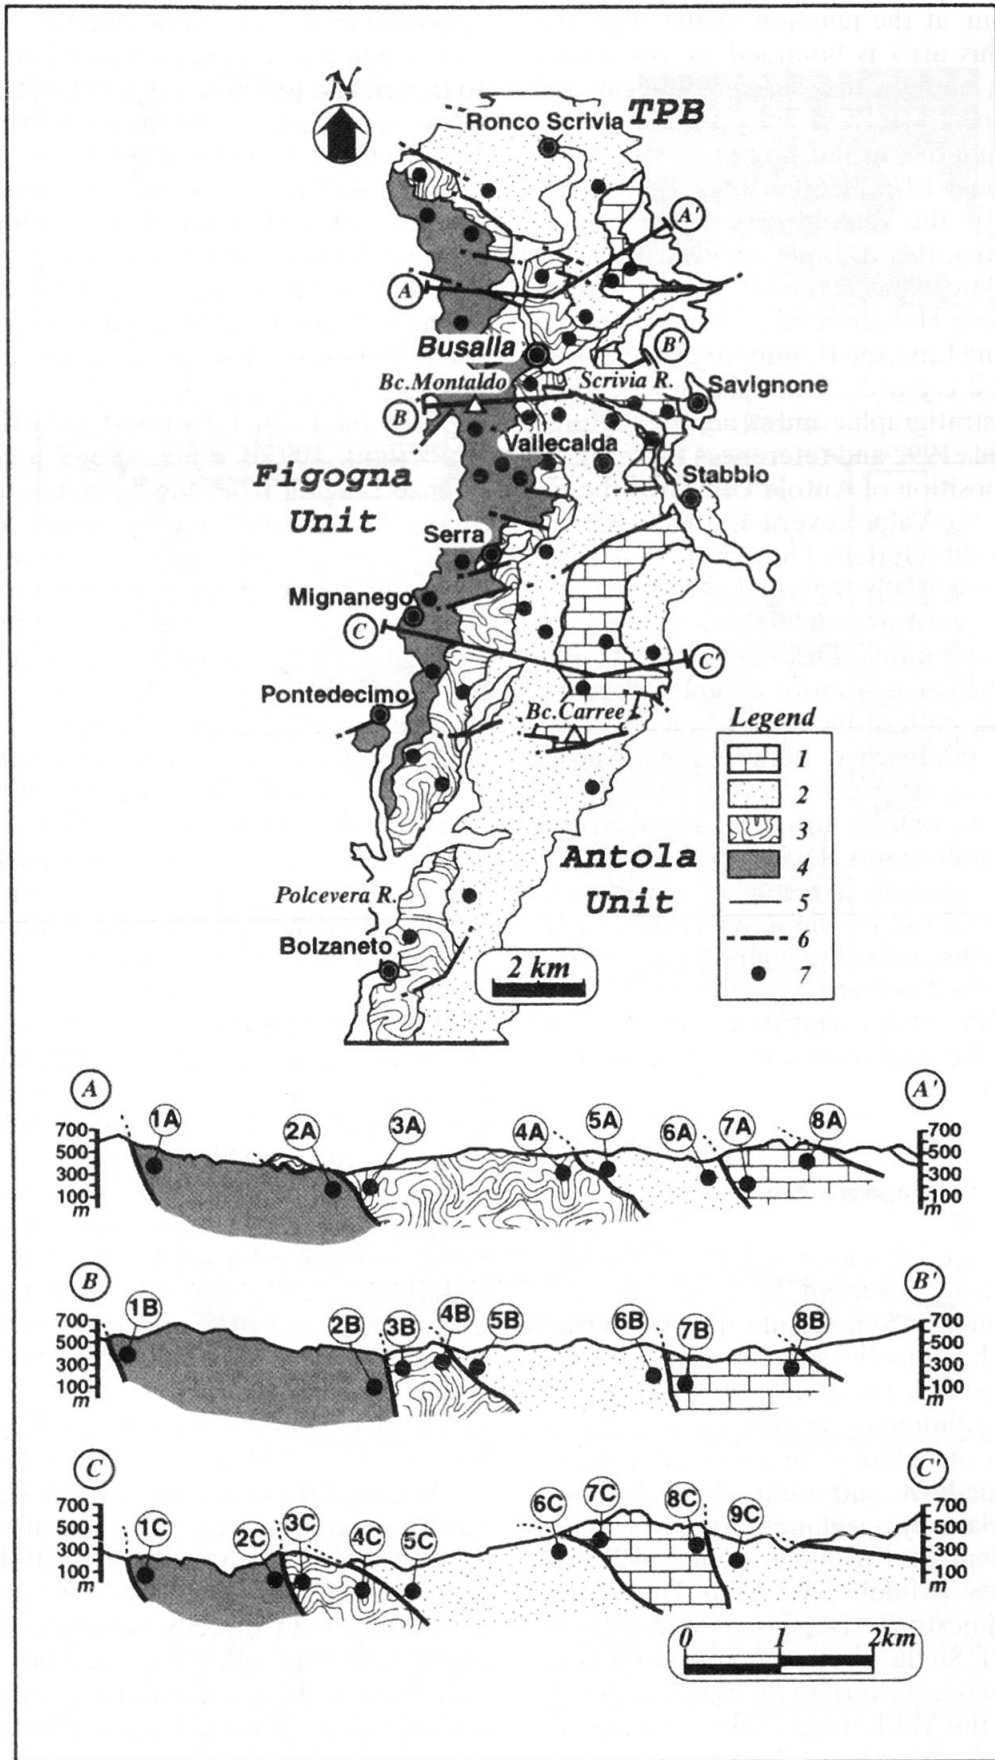 N
TPB
Ronco Scrivia
A'
A
Busalla
B'
Bc.Montaldo
Scrivia R.
Savignone
B
Vallecalda
Figogna
Unit
Stabbio
Serra
Mignanego
C
C'
Pontedecimo
Bc.Carree
Legend
1
2
3
4
5
6
7
Antola
Unit
Polcevera R.
Bolzaneto
2 km
A
A'
1A
2A
3A
4A
5A
6A
7A
8A
700
500
300
100
m
700
500
300
100
m
B
B'
1B
2B
3B
4B
5B
6B
7B
8B
700
500
300
100
m
700
500
300
100
m
C
C'
1C
2C
3C
4C
5C
6C
7C
8C
9C
700
500
300
100
m
700
500
300
100
m
0 1 2km